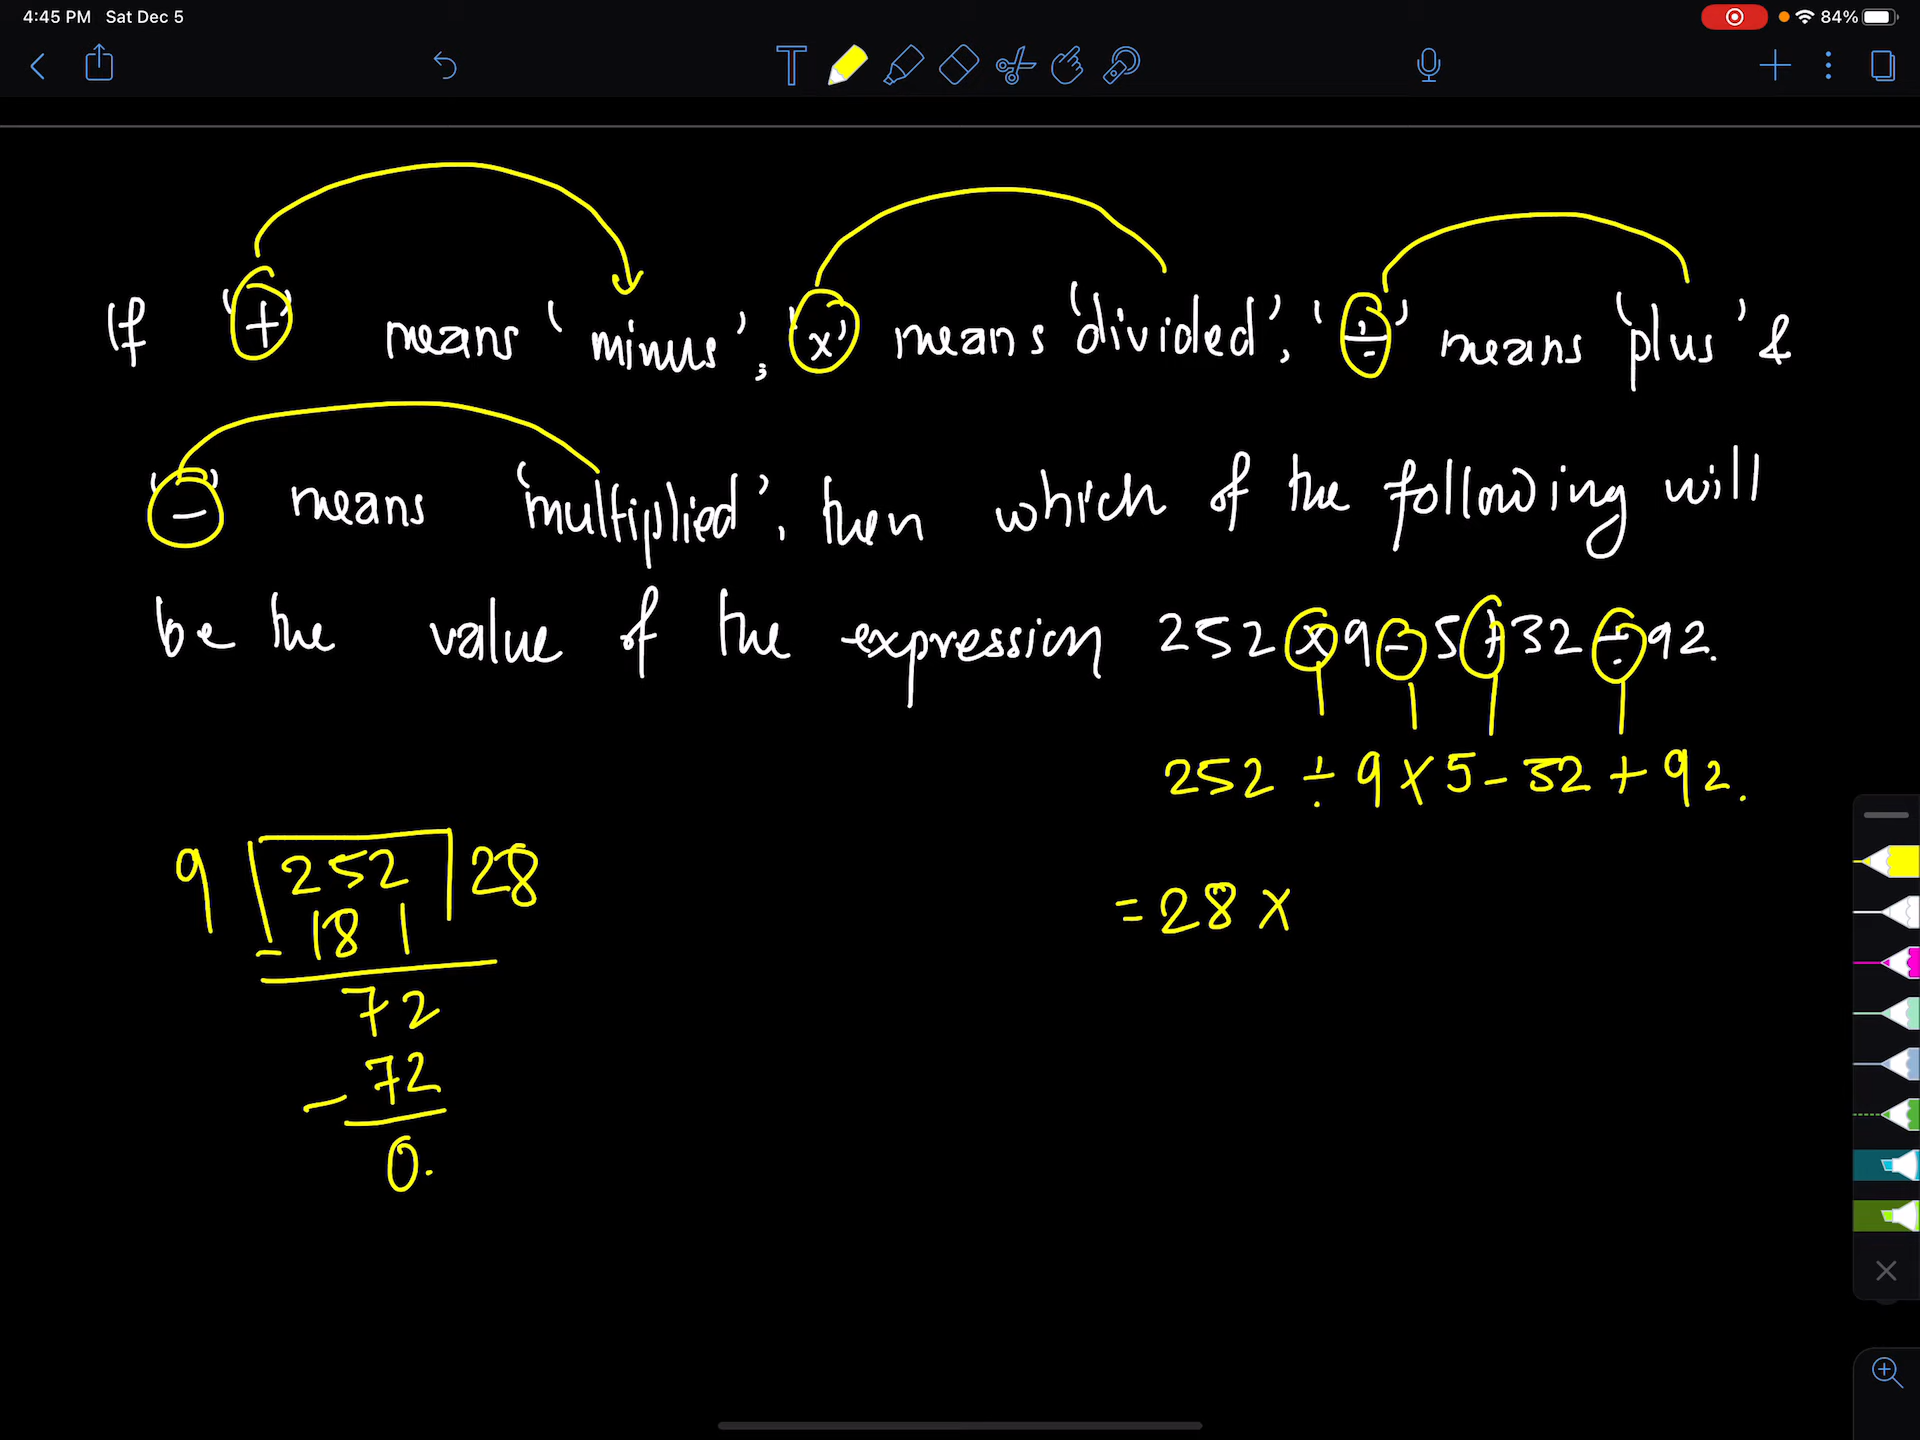 4:45 PM Sat Dec 5
84%
If '+' means 'minus', 'x' means 'divided', '÷' means 'plus' &
'-' means 'multiplied', then which of the following will
be the value of the expression 252 x 9 - 5 + 32 ÷ 92.
252 ÷ 9 x 5 - 32 + 92.
9 252 28
- 18
72
- 72
0.
= 28 x